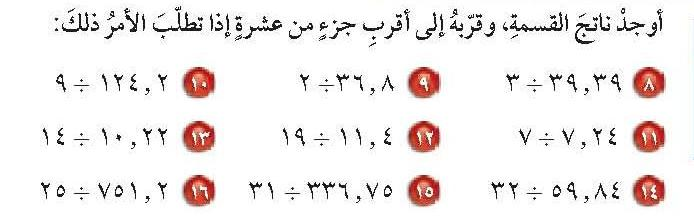 أوجدْ ناتجَ القسمةِ، وقرّبهُ إلى أقربِ جزءٍ من عشرةٍ إذا تطلّبَ الأمرُ ذلكَ:
٨ ٣٩,٣٩ ÷ ٣ ٩ ٣٦,٨ ÷ ٢ ١٠ ١٢٤,٢ ÷ ٩
١١ ٧,٢٤ ÷ ٧ ١٢ ١١,٤ ÷ ١٩ ١٣ ١٠,٢٢ ÷ ١٤
١٤ ٥٩,٨٤ ÷ ٣٢ ١٥ ٣٣٦,٧٥ ÷ ٣١ ١٦ ٧٥١,٢ ÷ ٢٥